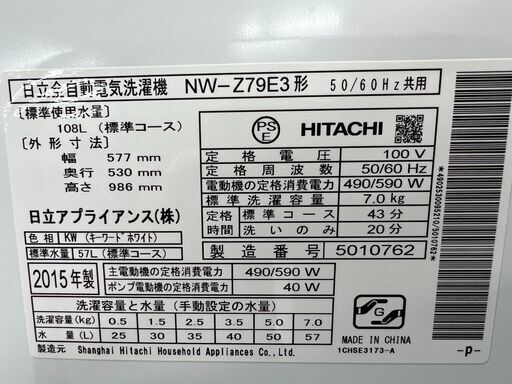 日立全自動電気洗濯機 NW-Z79E3形 50/60Hz共用
[標準使用水量]
108L (標準コース)
[外形寸法]
幅 577 mm
奥行 530 mm
高さ 986 mm
日立アプライアンス(株)
色相 KW (キーワードホワイト)
標準水量 57L (標準コース)
PSE HITACHI
定格電圧 100 V
定格周波数 50/60 Hz
電動機の定格消費電力 490/590 W
標準洗濯容量 7.0 kg
標準コース 43分
時間 洗いのみ 20分
製造番号 5010762
2015年製
主電動機の定格消費電力 490/590 W
ポンプ電動機の定格消費電力 40 W
洗濯容量と水量 (手動設定の水量)
洗濯容量(kg) 0.5 1.5 2.5 3.5 5.0 7.0
水量(L) 25 30 35 40 50 57
製造元 Shanghai Hitachi Household Appliances Co., Ltd.
G
MADE IN CHINA
1CHSE3173-A
-p-